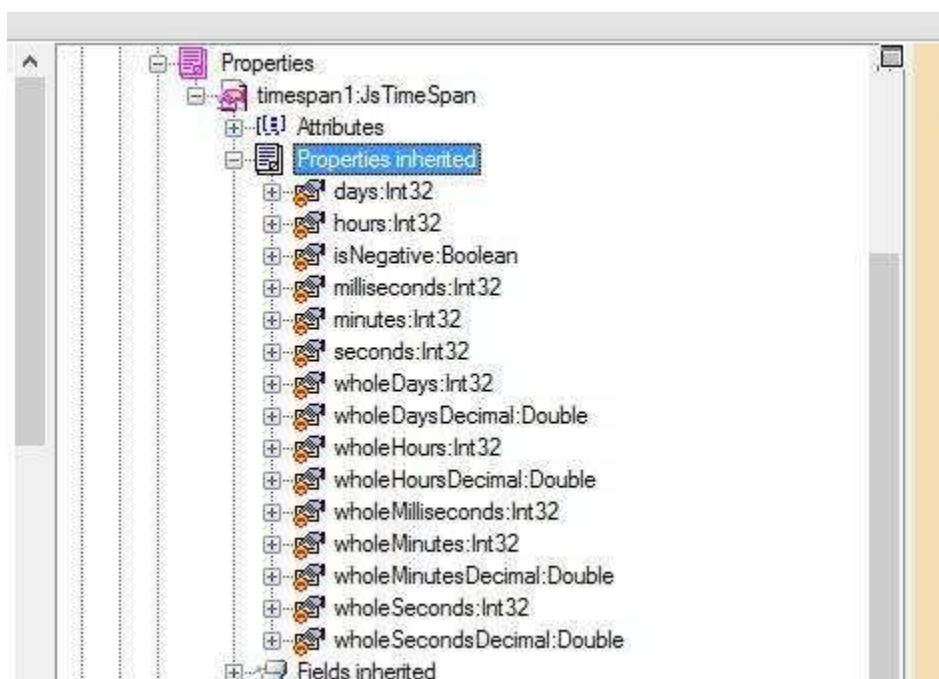 Properties
timespan1:JsTimeSpan
Attributes
Properties inherited
days:Int32
hours:Int32
isNegative:Boolean
milliseconds:Int32
minutes:Int32
seconds:Int32
wholeDays:Int32
wholeDaysDecimal:Double
wholeHours:Int32
wholeHoursDecimal:Double
wholeMilliseconds:Int32
wholeMinutes:Int32
wholeMinutesDecimal:Double
wholeSeconds:Int32
wholeSecondsDecimal:Double
Fields inherited